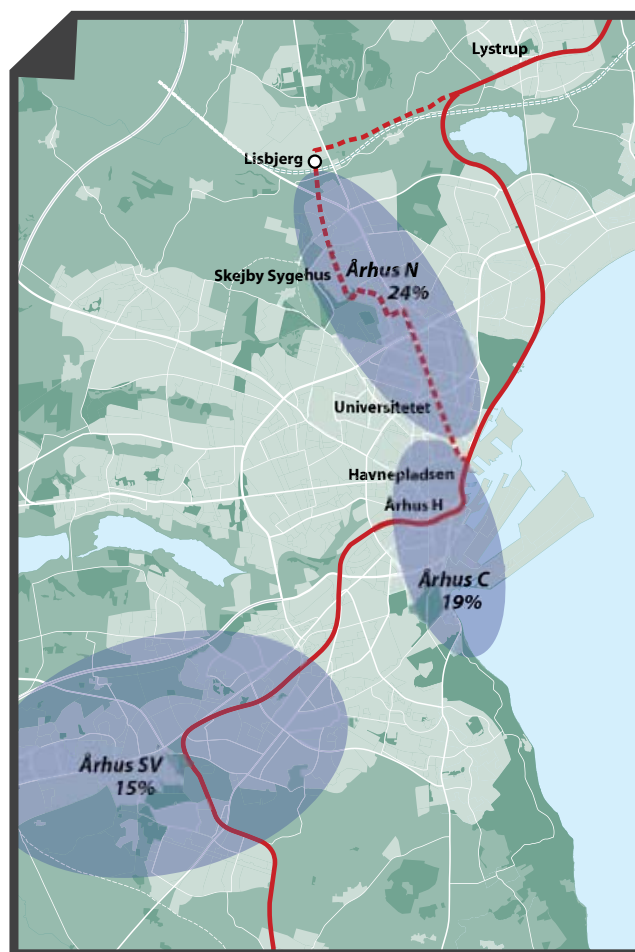 Lystrup
Lisbjerg
Skejby Sygehus
Århus N
24%
Universitetet
Havnepladsen
Århus H
Århus C
19%
Århus SV
15%